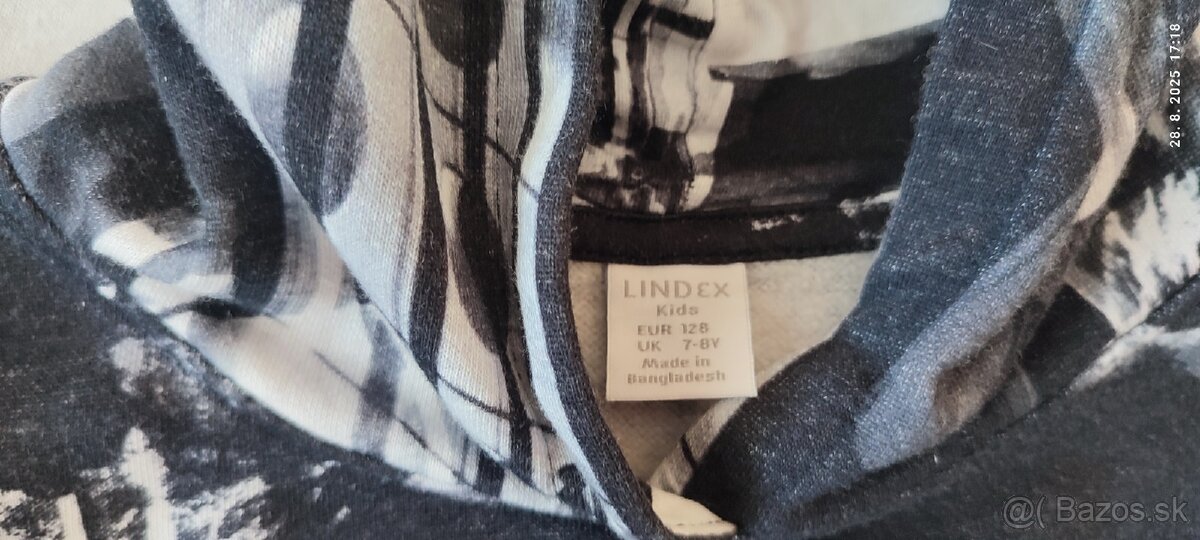 LINDEX
Kids
EUR 128
UK 7-8Y
Made in
Bangladesh
28. 8. 2025 17:18
@( Bazos.sk